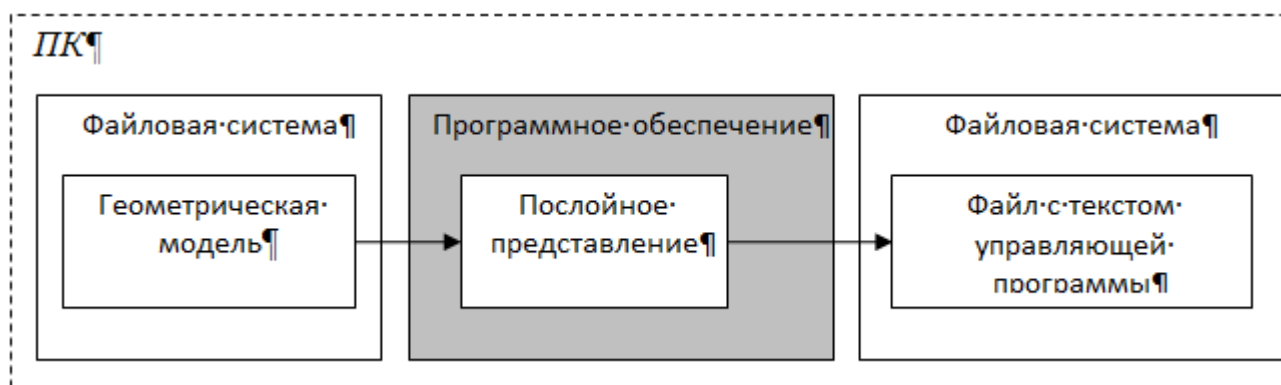 ПК¶
Файловая·система¶
Геометрическая·
модель¶
Программное·обеспечение¶
Послойное·
представление¶
Файловая·система¶
Файл·с·текстом·
управляющей·
программы¶